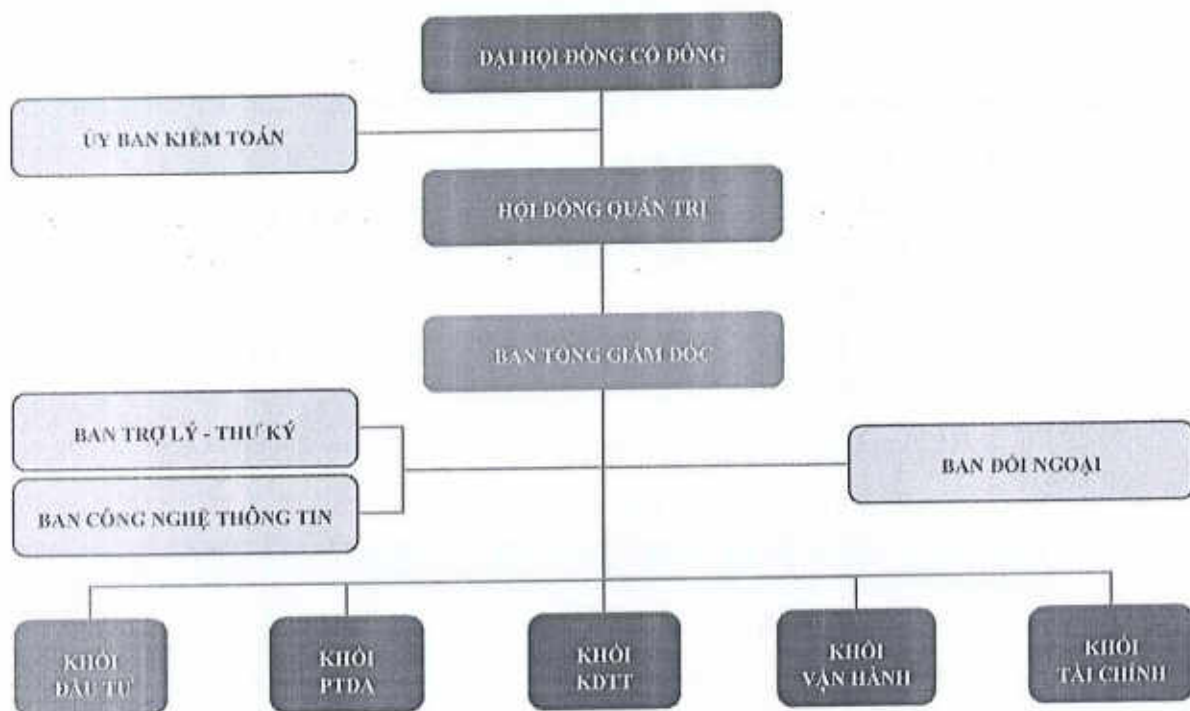 ĐẠI HỘI ĐỒNG CỔ ĐÔNG
ỦY BAN KIỂM TOÁN
HỘI ĐỒNG QUẢN TRỊ
BAN TỔNG GIÁM ĐỐC
BAN TRỢ LÝ - THƯ KÝ
BAN ĐỐI NGOẠI
BAN CÔNG NGHỆ THÔNG TIN
KHỐI
ĐẦU TƯ
KHỐI
PTDA
KHỐI
KDTT
KHỐI
VẬN HÀNH
KHỐI
TÀI CHÍNH